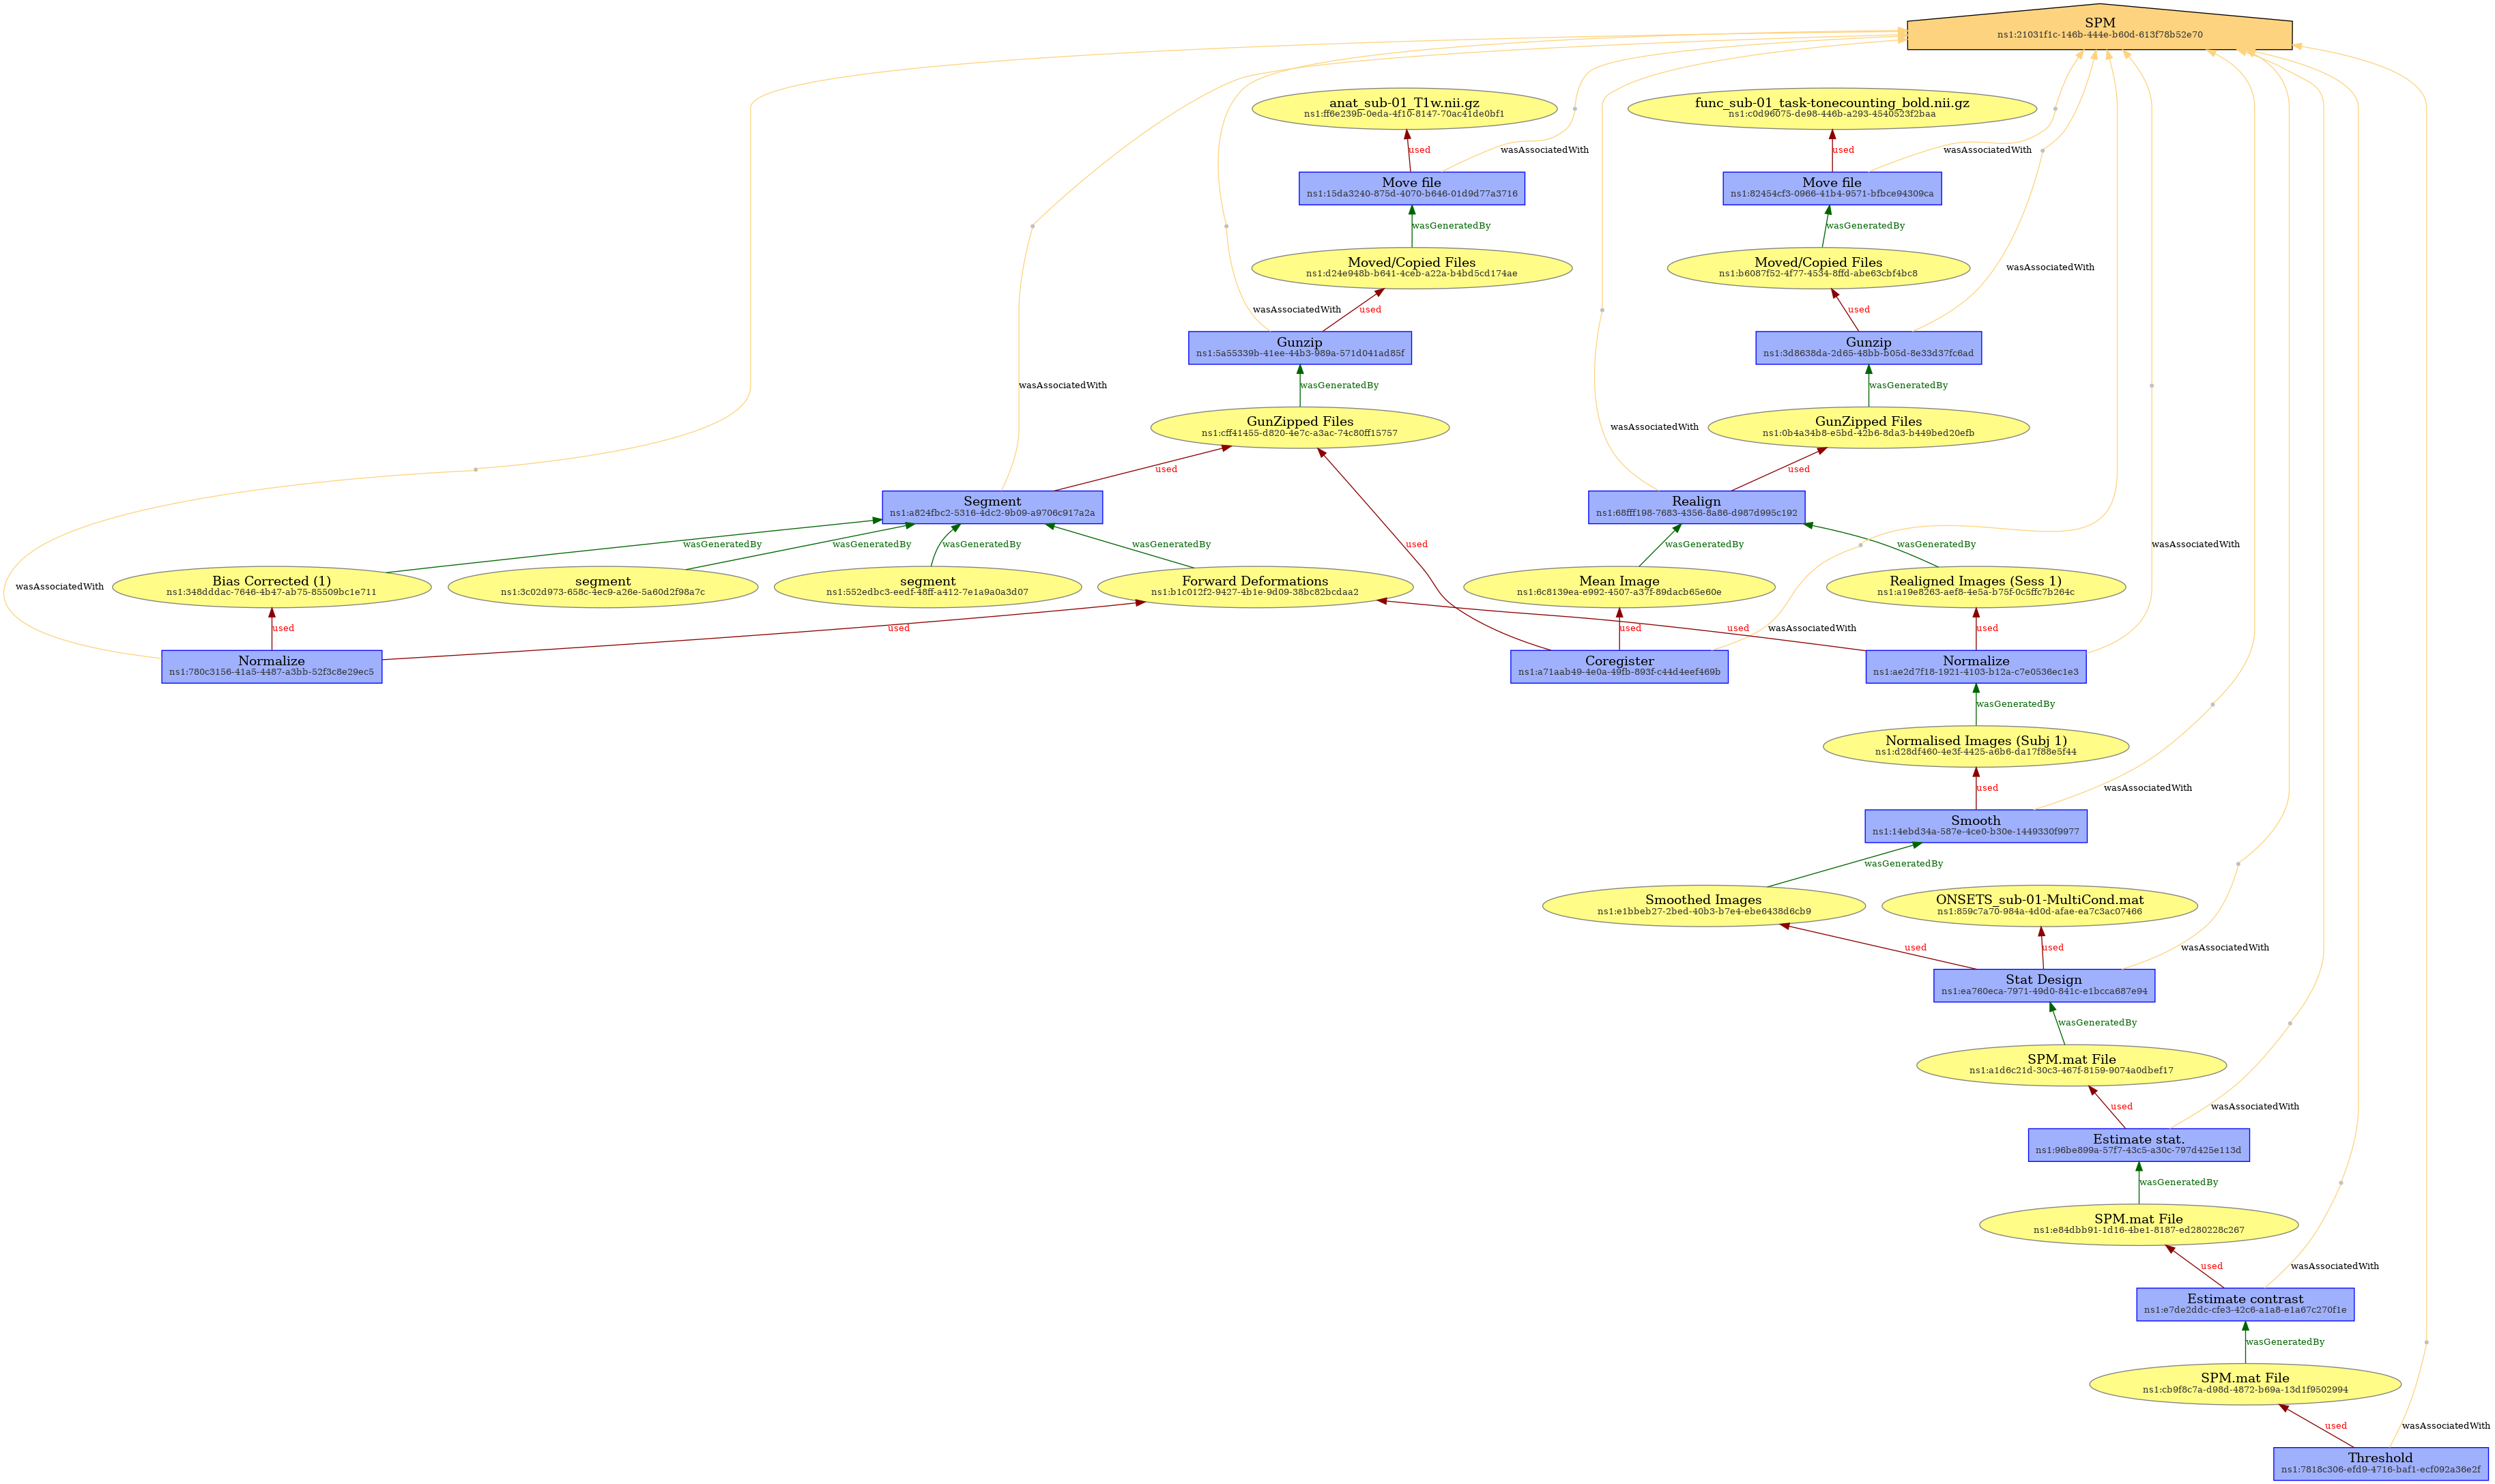 SPM
ns1:21031f1c-146b-444e-b60d-613f78b52e70
anat_sub-01_T1w.nii.gz
ns1:ff6e239b-0eda-4f10-8147-70ac41de0bf1
func_sub-01_task-tonecounting_bold.nii.gz
ns1:c0d96075-de98-446b-a293-4540523f2baa
used
wasAssociatedWith
used
wasAssociatedWith
Move file
ns1:15da3240-875d-4070-b646-01d9d77a3716
Move file
ns1:82454cf3-0966-41b4-9571-bfbce94309ca
wasGeneratedBy
wasGeneratedBy
Moved/Copied Files
ns1:d24e948b-b641-4ceb-a22a-b4bd5cd174ae
Moved/Copied Files
ns1:b6087f52-4f77-4534-8ffd-abe63cbf4bc8
wasAssociatedWith
wasAssociatedWith
used
used
Gunzip
ns1:5a55339b-41ee-44b3-989a-571d041ad85f
Gunzip
ns1:3d8638da-2d65-48bb-b05d-8e33d37fc6ad
wasAssociatedWith
wasGeneratedBy
wasGeneratedBy
GunZipped Files
ns1:cff41455-d820-4e7c-a3ac-74c80ff15757
GunZipped Files
ns1:0b4a34b8-e5bd-42b6-8da3-b449bed20efb
wasAssociatedWith
used
used
Segment
ns1:a824fbc2-5316-4dc2-9b09-a9706c917a2a
Realign
ns1:68fff198-7683-4356-8a86-d987d995c192
wasGeneratedBy
wasGeneratedBy
wasGeneratedBy
wasGeneratedBy
used
wasGeneratedBy
wasGeneratedBy
wasAssociatedWith
wasAssociatedWith
Bias Corrected (1)
ns1:348dddac-7646-4b47-ab75-85509bc1e711
segment
ns1:3c02d973-658c-4ec9-a26e-5a60d2f98a7c
segment
ns1:552edbc3-eedf-48ff-a412-7e1a9a0a3d07
Forward Deformations
ns1:b1c012f2-9427-4b1e-9d09-38bc82bcdaa2
Mean Image
ns1:6c8139ea-e992-4507-a37f-89dacb65e60e
Realigned Images (Sess 1)
ns1:a19e8263-aef8-4e5a-b75f-0c5ffc7b264c
used
used
used
used
wasAssociatedWith
used
Normalize
ns1:780c3156-41a5-4487-a3bb-52f3c8e29ec5
Coregister
ns1:a71aab49-4e0a-49fb-893f-c44d4eef469b
Normalize
ns1:ae2d7f18-1921-4103-b12a-c7e0536ec1e3
wasGeneratedBy
Normalised Images (Subj 1)
ns1:d28df460-4e3f-4425-a6b6-da17f88e5f44
used
wasAssociatedWith
Smooth
ns1:14ebd34a-587e-4ce0-b30e-1449330f9977
wasGeneratedBy
Smoothed Images
ns1:e1bbeb27-2bed-40b3-b7e4-ebe6438d6cb9
ONSETS_sub-01-MultiCond.mat
ns1:859c7a70-984a-4d0d-afae-ea7c3ac07466
used
used
wasAssociatedWith
Stat Design
ns1:ea760eca-7971-49d0-841c-e1bcca687e94
wasGeneratedBy
SPM.mat File
ns1:a1d6c21d-30c3-467f-8159-9074a0dbef17
used
wasAssociatedWith
Estimate stat.
ns1:96be899a-57f7-43c5-a30c-797d425e113d
wasGeneratedBy
SPM.mat File
ns1:e84dbb91-1d16-4be1-8187-ed280228c267
used
wasAssociatedWith
Estimate contrast
ns1:e7de2ddc-cfe3-42c6-a1a8-e1a67c270f1e
wasGeneratedBy
SPM.mat File
ns1:cb9f8c7a-d98d-4872-b69a-13d1f9502994
used
wasAssociatedWith
Threshold
ns1:7818c306-efd9-4716-baf1-ecf092a36e2f